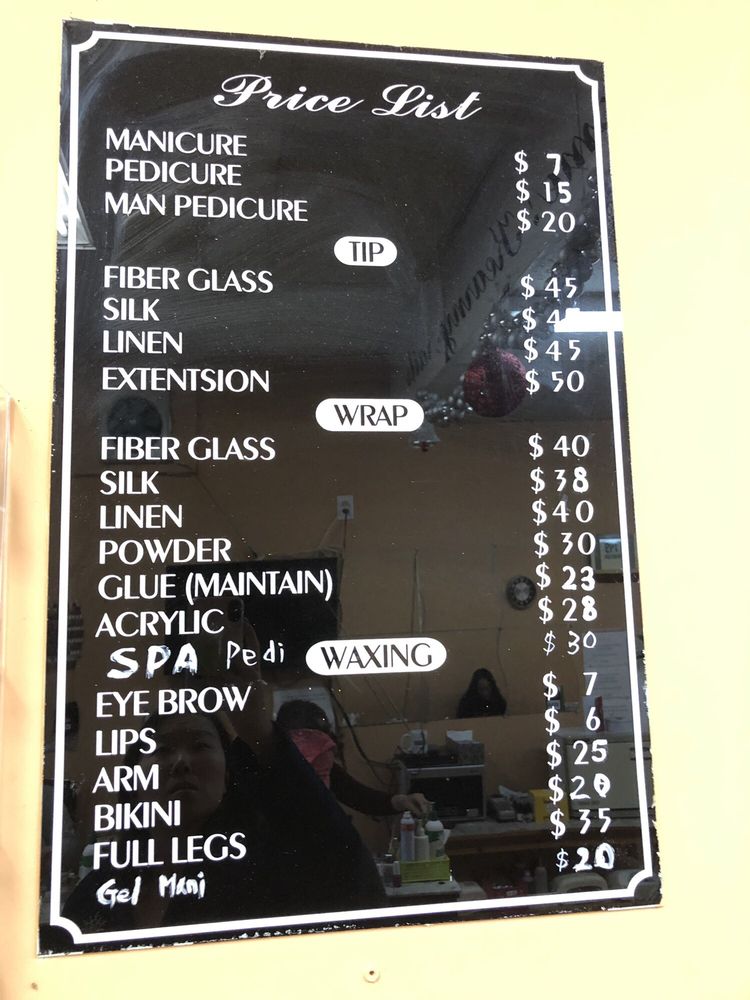 Price List
MANICURE $ 7
PEDICURE $ 15
MAN PEDICURE $ 20
TIP
FIBER GLASS $ 45
SILK $
LINEN $ 45
EXTENTSION $ 50
WRAP
FIBER GLASS $ 40
SILK $ 38
LINEN $ 40
POWDER $ 30
GLUE (MAINTAIN) $ 23
ACRYLIC $ 28
SPA Pedi $ 30
WAXING
EYE BROW $ 7
LIPS $ 6
ARM $ 25
BIKINI $ 20
FULL LEGS $ 35
Gel Mani $ 20